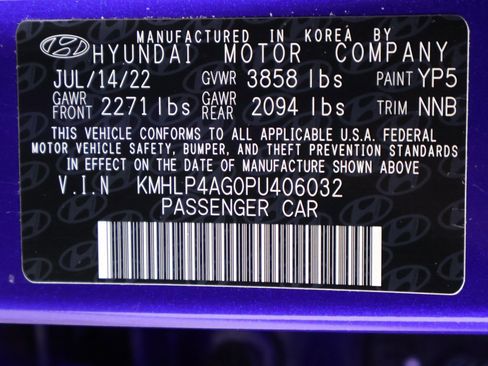 MANUFACTURED IN KOREA BY
HYUNDAI MOTOR COMPANY
JUL/14/22 GVWR 3858 lbs PAINT YP5
GAWR FRONT 2271 lbs GAWR REAR 2094 lbs TRIM NNB
THIS VEHICLE CONFORMS TO ALL APPLICABLE U.S.A. FEDERAL
MOTOR VEHICLE SAFETY, BUMPER, AND THEFT PREVENTION STANDARDS
IN EFFECT ON THE DATE OF MANUFACTURE SHOWN ABOVE
V.I.N KMHLP4AG0PU406032
PASSENGER CAR